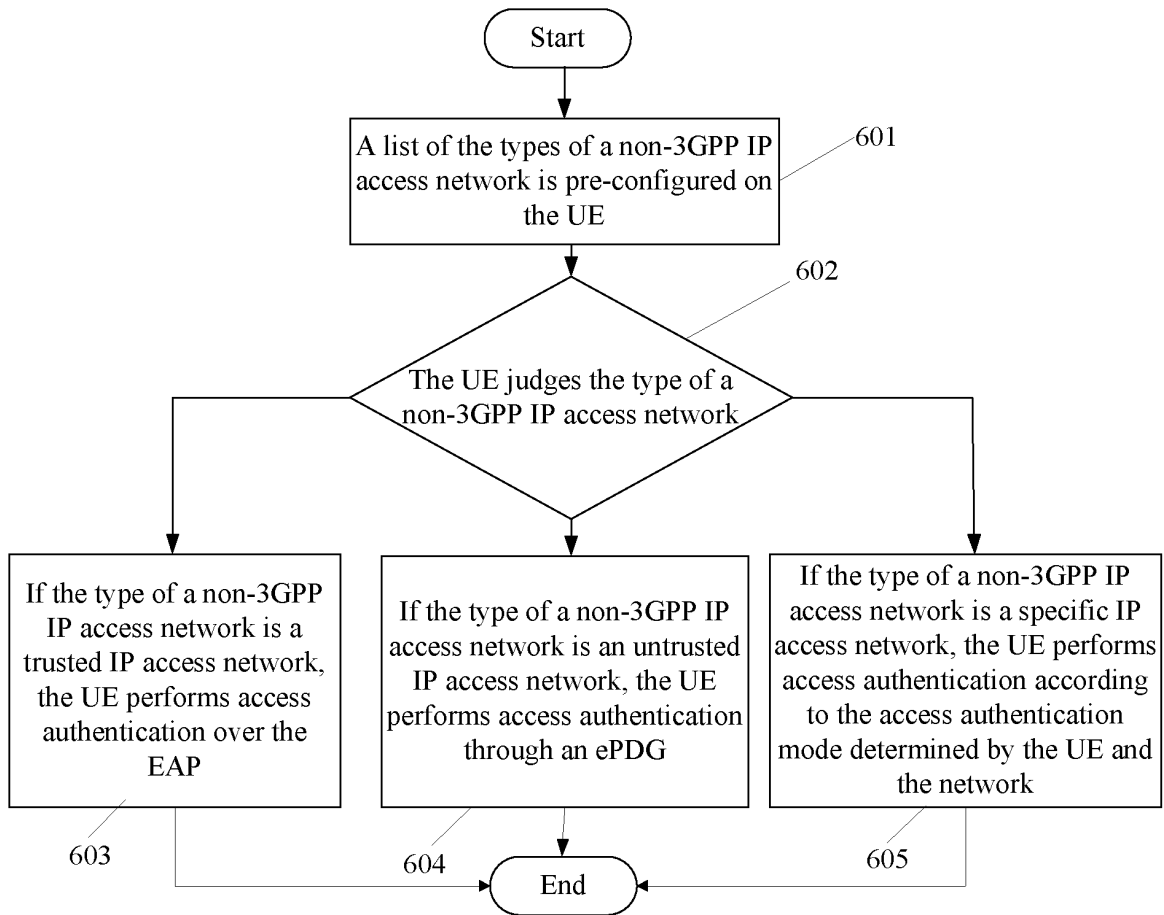 Start
A list of the types of a non-3GPP IP
access network is pre-configured on
the UE
601
602
The UE judges the type of a
non-3GPP IP access network
If the type of a non-3GPP
IP access network is a
trusted IP access network,
the UE performs access
authentication over the
EAP
603
If the type of a non-3GPP IP
access network is an untrusted
IP access network, the UE
performs access authentication
through an ePDG
604
If the type of a non-3GPP IP
access network is a specific IP
access network, the UE performs
access authentication according
to the access authentication
mode determined by the UE and
the network
605
End